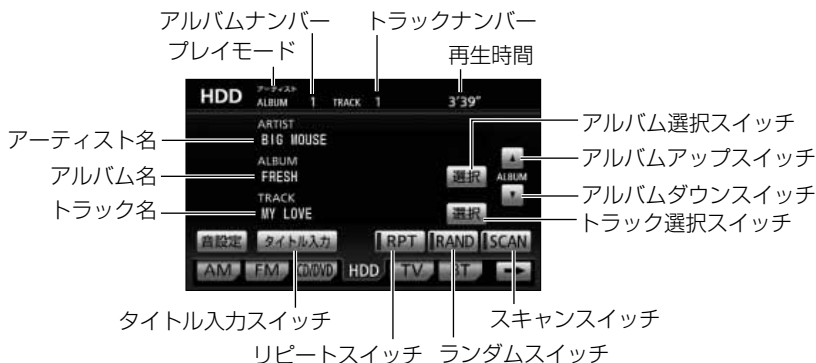 アルバムナンバー トラックナンバー
プレイモード 再生時間
HDD アーティスト
ALBUM 1 TRACK 1 3'39"
ARTIST
アーティスト名 BIG MOUSE アルバム選択スイッチ
ALBUM ▲ アルバムアップスイッチ
アルバム名 FRESH 選択 ALBUM
TRACK ▼ アルバムダウンスイッチ
トラック名 MY LOVE 選択 トラック選択スイッチ
音設定 タイトル入力 RPT RAND SCAN
AM FM CD/DVD HDD TV BT
タイトル入力スイッチ スキャンスイッチ
リピートスイッチ ランダムスイッチ